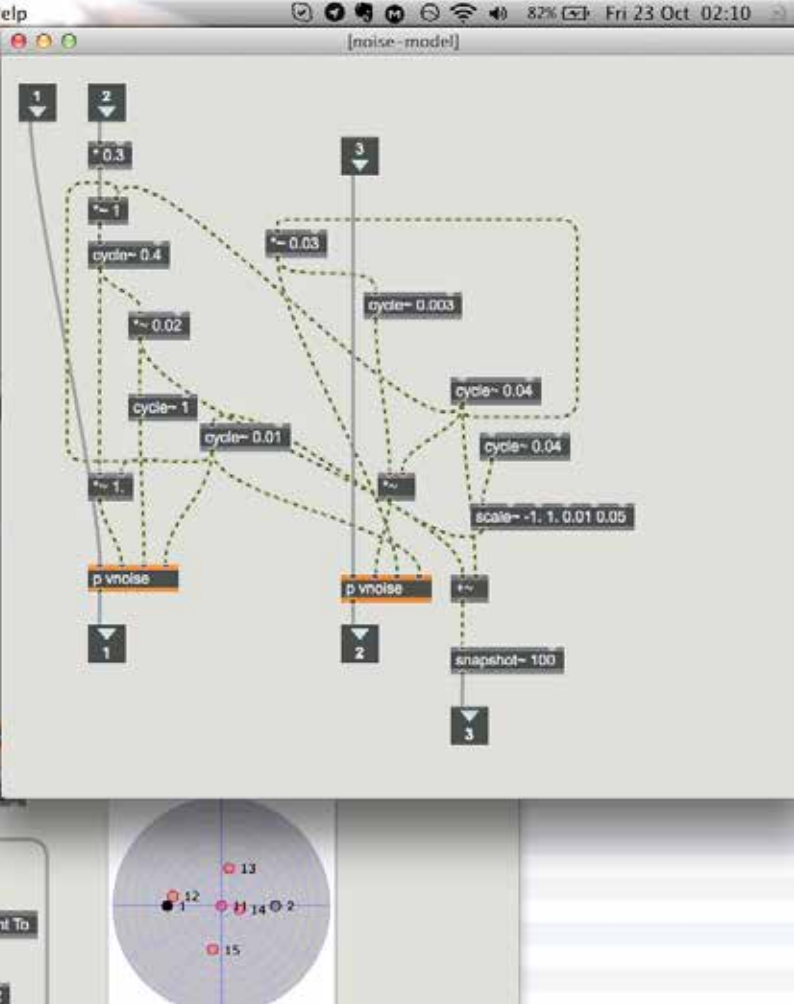 elp
82%
Fri 23 Oct 02:10
[noise-model]
1
2
* 0.3
3
*~ 1
*~ 0.03
cycle~ 0.4
cycle~ 0.003
*~ 0.02
cycle~ 0.04
cycle~ 1
cycle~ 0.01
cycle~ 0.04
*~ 1.
*~
scale~ -1. 1. 0.01 0.05
p vnoise
p vnoise
+~
1
2
snapshot~ 100
3
13
12
1
11
14
2
nt To
15